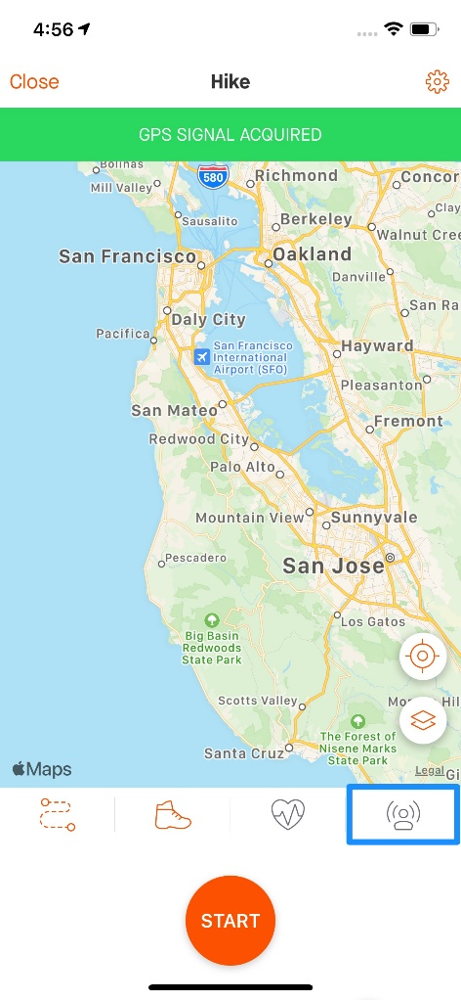 4:56
Close
Hike
GPS SIGNAL ACQUIRED
Bolinas
Mill Valley
580
Richmond
Concor
Sausalito
Berkeley
Clay
Walnut Cree
San Francisco
Oakland
Danville
San Ra
Daly City
Pacifica
San Francisco
International
Airport (SFO)
Hayward
Pleasanton
San Mateo
Fremont
Redwood City
Palo Alto
Mountain View
Sunnyvale
Pescadero
San Jose
Los Gatos
Big Basin
Redwoods
State Park
Scotts Valley
Mo
Hil
The Forest of
Nisene Marks
State Park
Santa Cruz
Maps
Legal
Gi
START